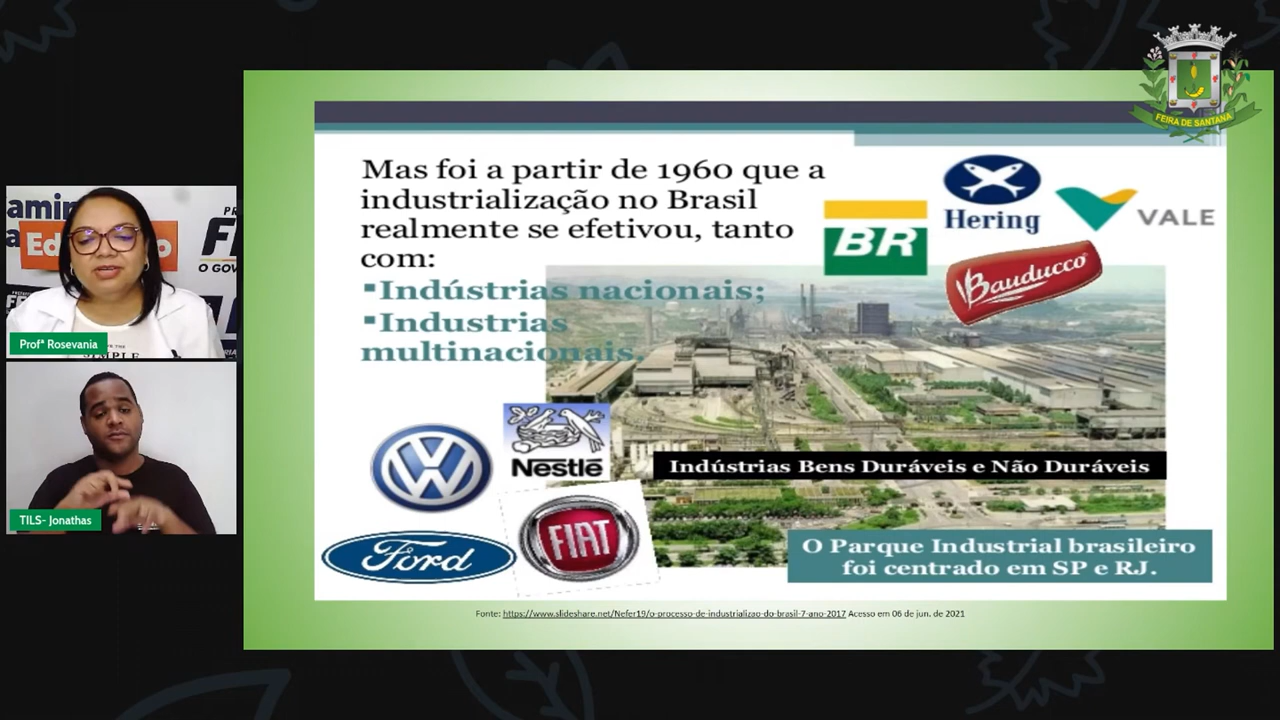 FEIRA DE SANTANA
Mas foi a partir de 1960 que a
industrialização no Brasil
realmente se efetivou, tanto
com:
▪Indústrias nacionais;
▪Industrias
multinacionais.
BR
Hering
VALE
Bauducco
Nestlé
Ford
FIAT
Indústrias Bens Duráveis e Não Duráveis
O Parque Industrial brasileiro
foi centrado em SP e RJ.
Fonte: https://www.slideshare.net/Nefer19/o-processo-de-industrializao-do-brasil-7-ano-2017 Acesso em 06 de jun. de 2021
O GOV
Profª Rosevania
TILS- Jonathas